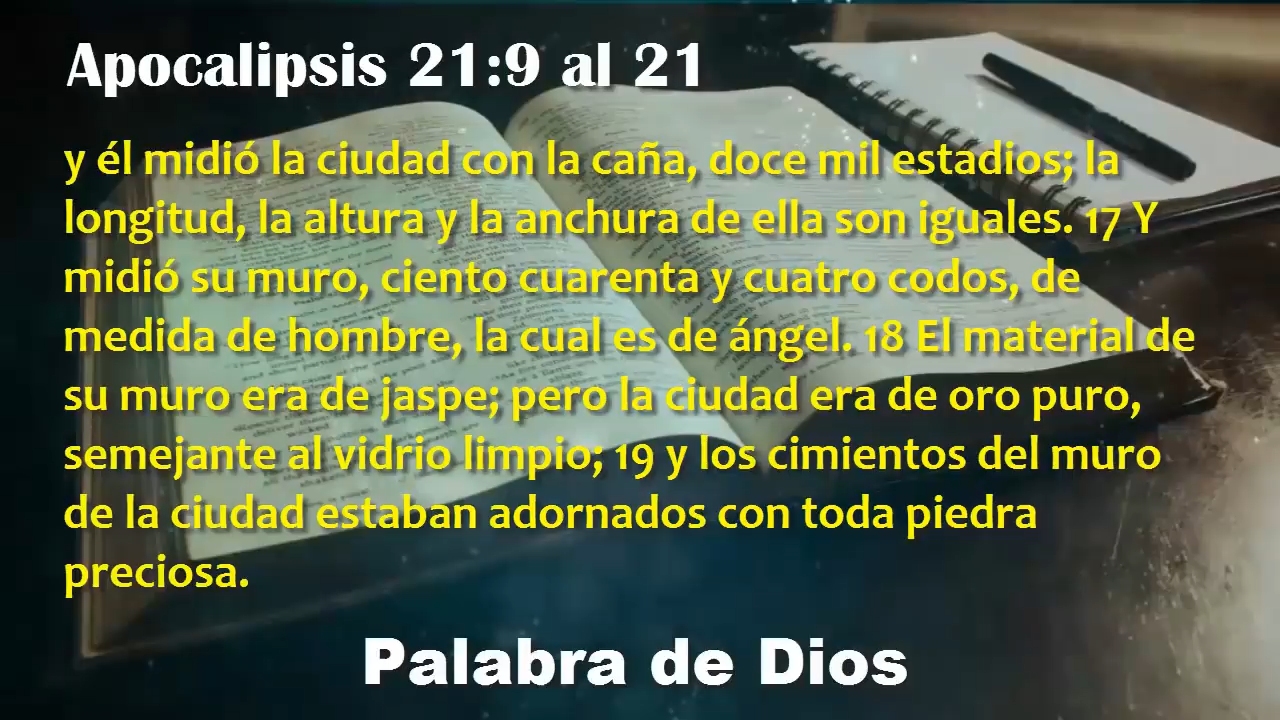 Apocalipsis 21:9 al 21
y él midió la ciudad con la caña, doce mil estadios; la
longitud, la altura y la anchura de ella son iguales. 17 Y
midió su muro, ciento cuarenta y cuatro codos, de
medida de hombre, la cual es de ángel. 18 El material de
su muro era de jaspe; pero la ciudad era de oro puro,
semejante al vidrio limpio; 19 y los cimientos del muro
de la ciudad estaban adornados con toda piedra
preciosa.
Palabra de Dios